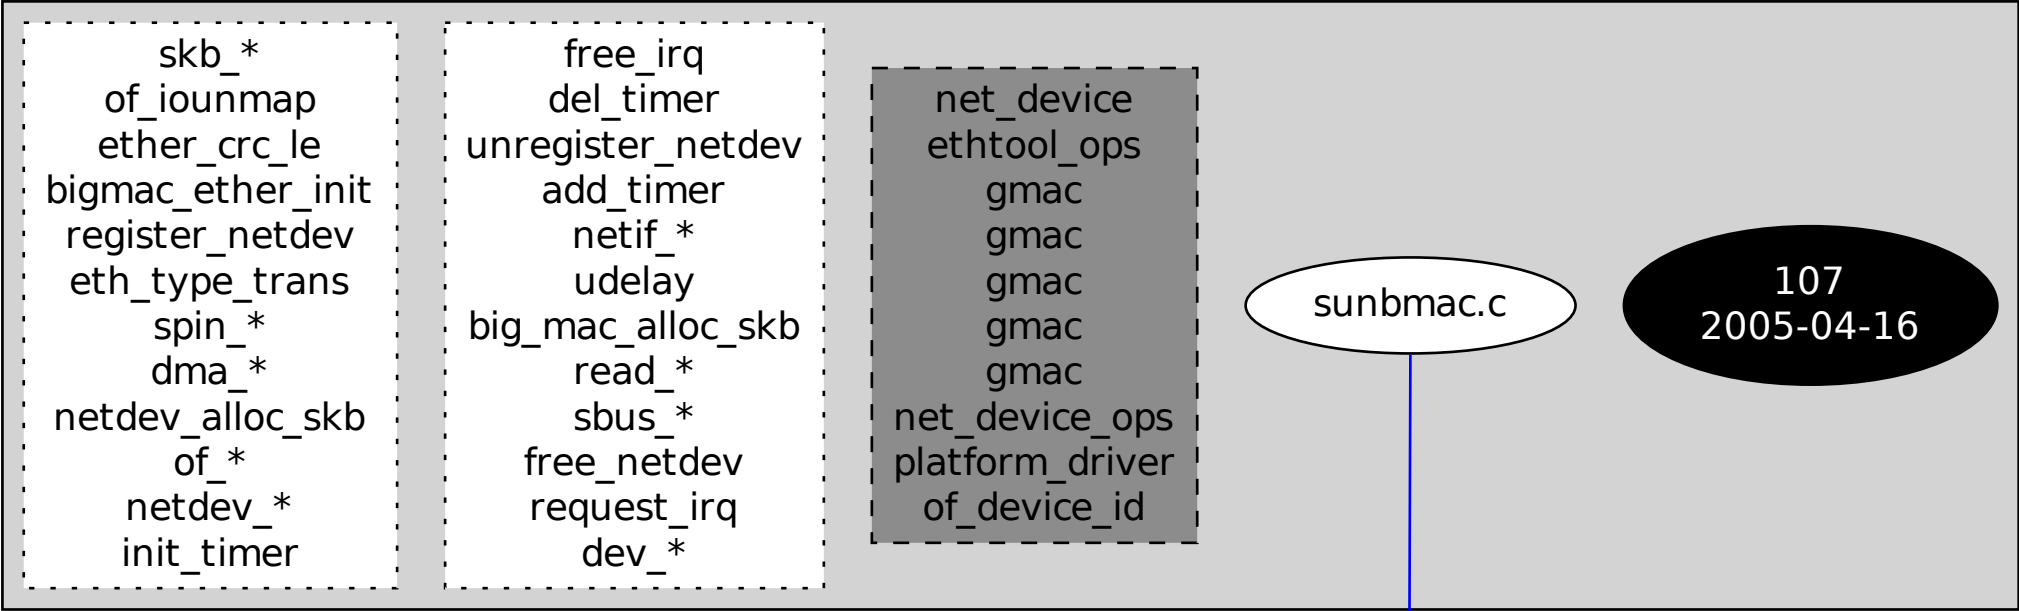 skb_*
of_iounmap
ether_crc_le
bigmac_ether_init
register_netdev
eth_type_trans
spin_*
dma_*
netdev_alloc_skb
of_*
netdev_*
init_timer
free_irq
del_timer
unregister_netdev
add_timer
netif_*
udelay
big_mac_alloc_skb
read_*
sbus_*
free_netdev
request_irq
dev_*
net_device
ethtool_ops
gmac
gmac
gmac
gmac
gmac
net_device_ops
platform_driver
of_device_id
sunbmac.c
107
2005-04-16